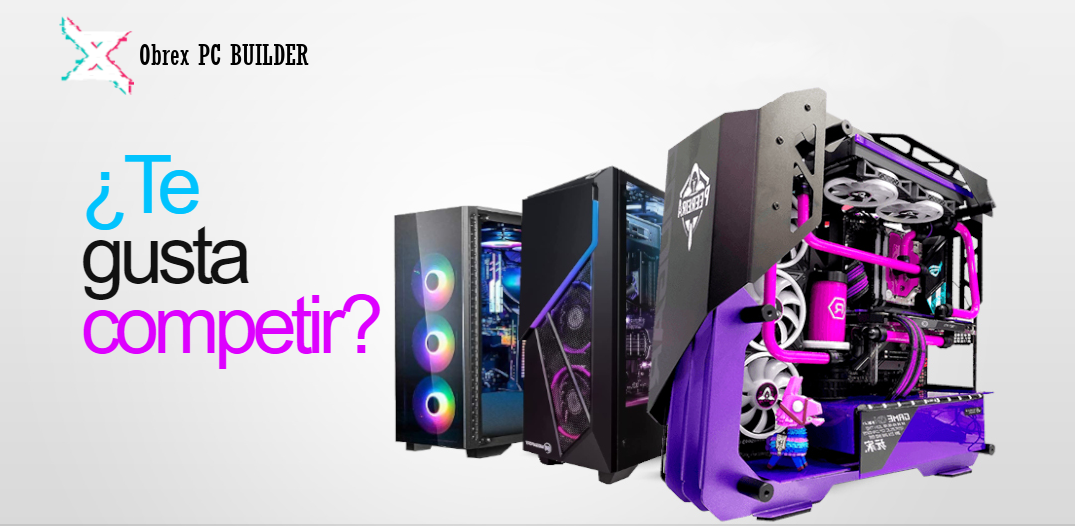 Obrex PC BUILDER
¿Te
gusta
competir?